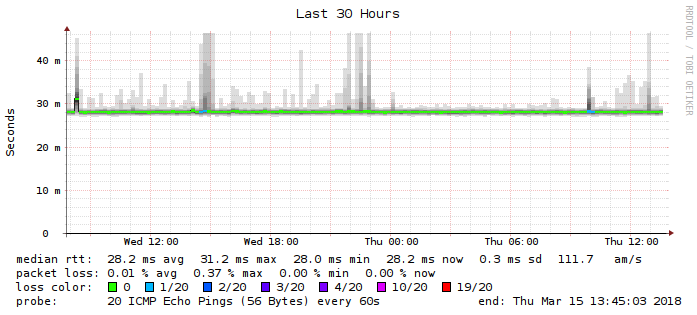 Last 30 Hours
RRDTOOL / TOBI OETIKER
Seconds
40 m
30 m
20 m
10 m
0
Wed 12:00 Wed 18:00 Thu 00:00 Thu 06:00 Thu 12:00
median rtt: 28.2 ms avg 31.2 ms max 28.0 ms min 28.2 ms now 0.3 ms sd 111.7 am/s
packet loss: 0.01 % avg 0.37 % max 0.00 % min 0.00 % now
loss color: 0 1/20 2/20 3/20 4/20 10/20 19/20
probe: 20 ICMP Echo Pings (56 Bytes) every 60s end: Thu Mar 15 13:45:03 2018